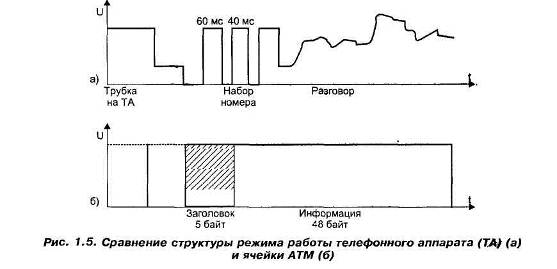 U
60 мс 40 мс
а)
t
Трубка
на ТА
Набор
номера
Разговор
U
б)
t
Заголовок
5 байт
Информация
48 байт
Рис. 1.5. Сравнение структуры режима работы телефонного аппарата (ТА) (а)
и ячейки АТМ (б)